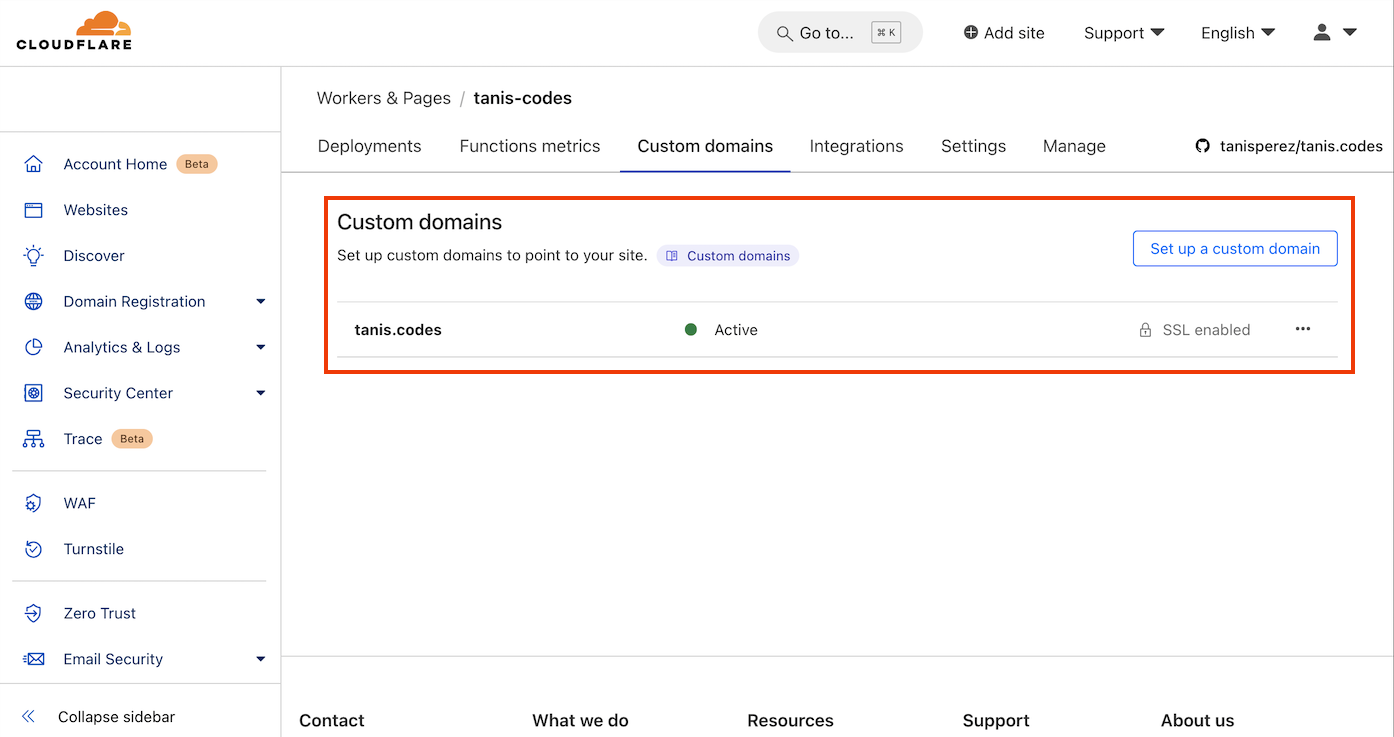 CLOUDFLARE
Go to... ⌘ K
Add site
Support
English
Workers & Pages / tanis-codes
Deployments Functions metrics Custom domains Integrations Settings Manage tanisperez/tanis.codes
Account Home Beta
Websites
Discover
Domain Registration
Analytics & Logs
Security Center
Trace Beta
WAF
Turnstile
Zero Trust
Email Security
Collapse sidebar
Custom domains
Set up custom domains to point to your site. Custom domains
Set up a custom domain
tanis.codes Active SSL enabled
Contact What we do Resources Support About us